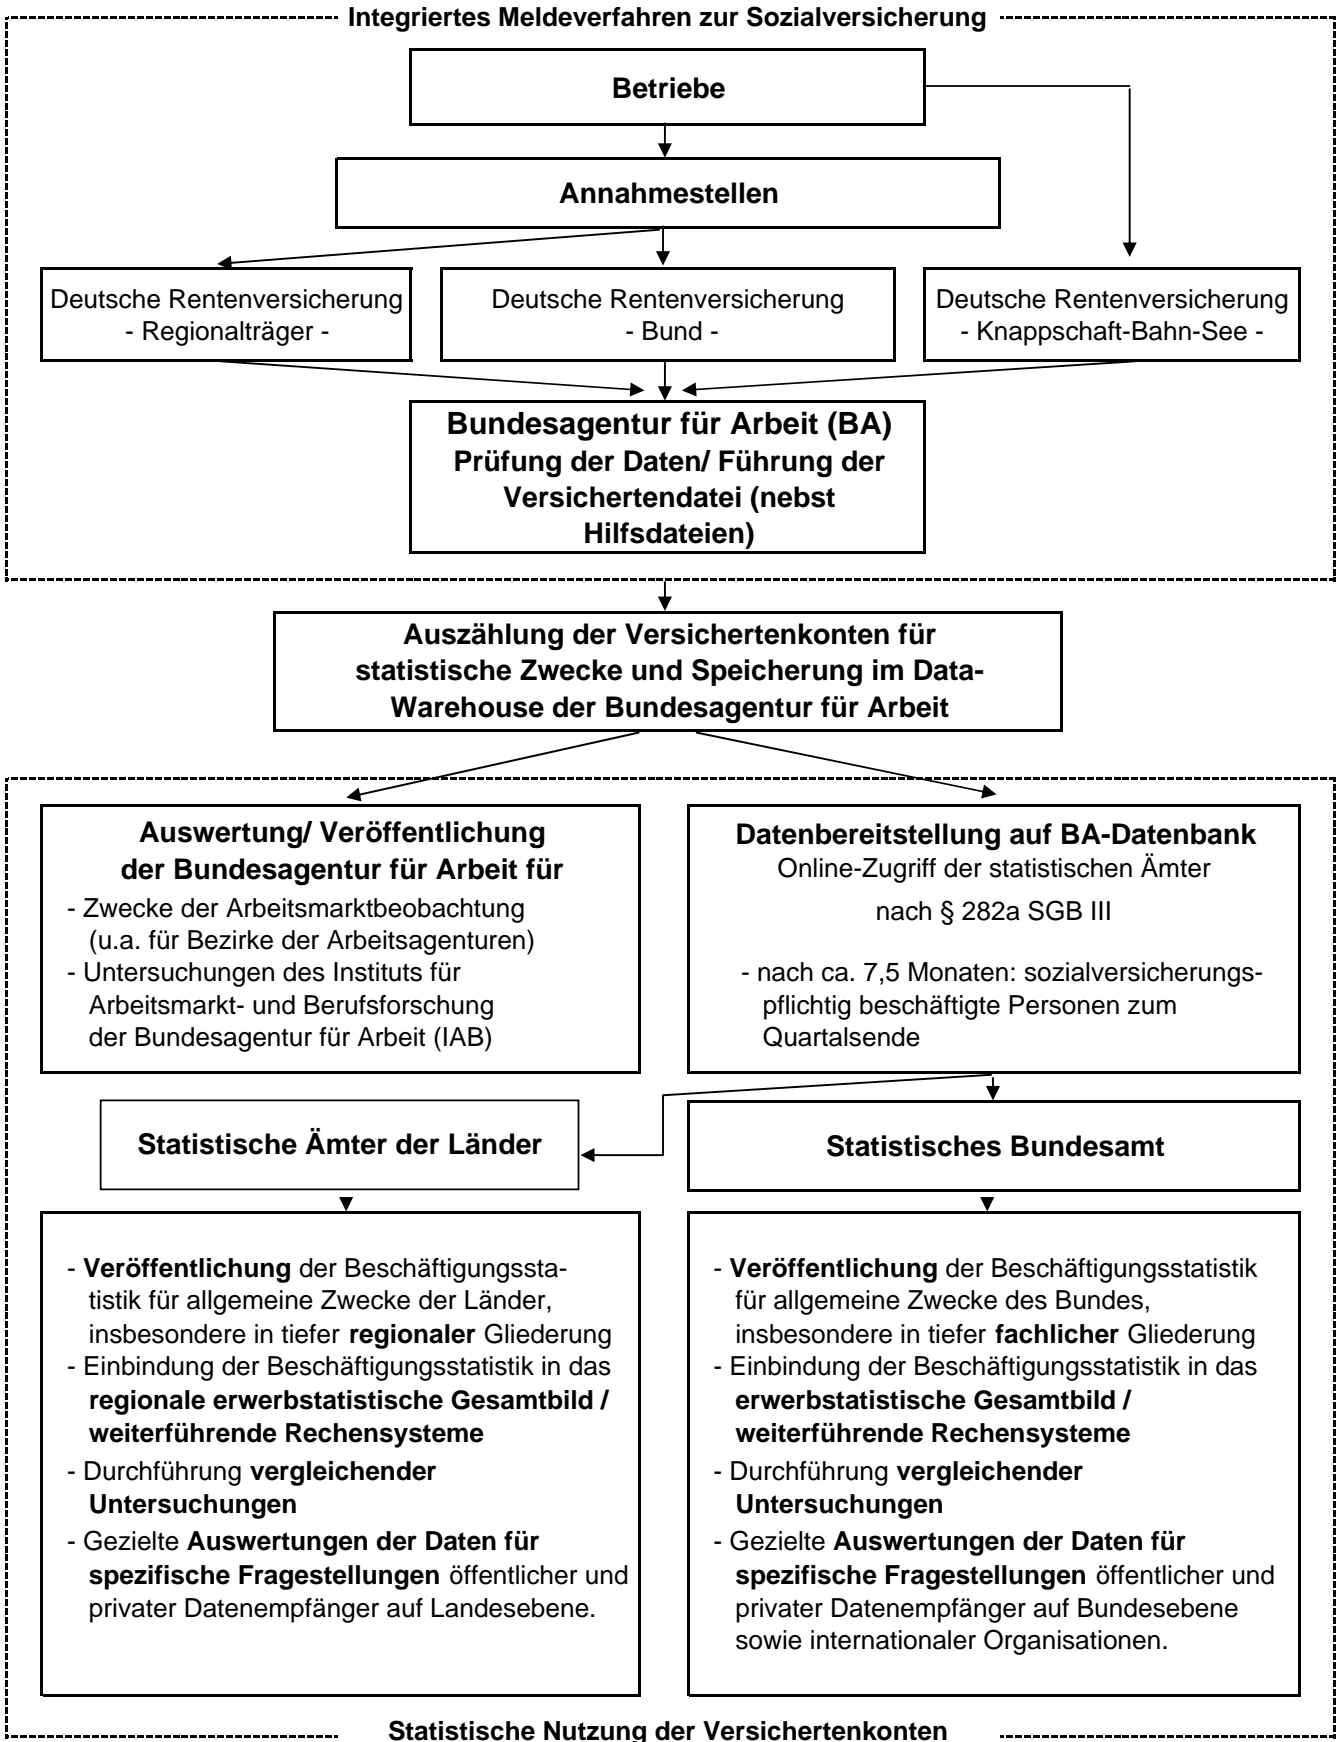 Integriertes Meldeverfahren zur Sozialversicherung
Betriebe
Annahmestellen
Deutsche Rentenversicherung
- Regionalträger -
Deutsche Rentenversicherung
- Bund -
Deutsche Rentenversicherung
- Knappschaft-Bahn-See -
Bundesagentur für Arbeit (BA)
Prüfung der Daten/ Führung der
Versichertendatei (nebst
Hilfsdateien)
Auszählung der Versichertenkonten für
statistische Zwecke und Speicherung im Data-
Warehouse der Bundesagentur für Arbeit
Auswertung/ Veröffentlichung
der Bundesagentur für Arbeit für
- Zwecke der Arbeitsmarktbeobachtung
(u.a. für Bezirke der Arbeitsagenturen)
- Untersuchungen des Instituts für
Arbeitsmarkt- und Berufsforschung
der Bundesagentur für Arbeit (IAB)
Datenbereitstellung auf BA-Datenbank
Online-Zugriff der statistischen Ämter
nach § 282a SGB III
- nach ca. 7,5 Monaten: sozialversicherungs-
pflichtig beschäftigte Personen zum
Quartalsende
Statistische Ämter der Länder
Statistisches Bundesamt
- Veröffentlichung der Beschäftigungssta-
tistik für allgemeine Zwecke der Länder,
insbesondere in tiefer regionaler Gliederung
- Einbindung der Beschäftigungsstatistik in das
regionale erwerbstatistische Gesamtbild /
weiterführende Rechensysteme
- Durchführung vergleichender
Untersuchungen
- Gezielte Auswertungen der Daten für
spezifische Fragestellungen öffentlicher und
privater Datenempfänger auf Landesebene.
- Veröffentlichung der Beschäftigungsstatistik
für allgemeine Zwecke des Bundes,
insbesondere in tiefer fachlicher Gliederung
- Einbindung der Beschäftigungsstatistik in das
erwerbstatistische Gesamtbild /
weiterführende Rechensysteme
- Durchführung vergleichender
Untersuchungen
- Gezielte Auswertungen der Daten für
spezifische Fragestellungen öffentlicher und
privater Datenempfänger auf Bundesebene
sowie internationaler Organisationen.
Statistische Nutzung der Versichertenkonten